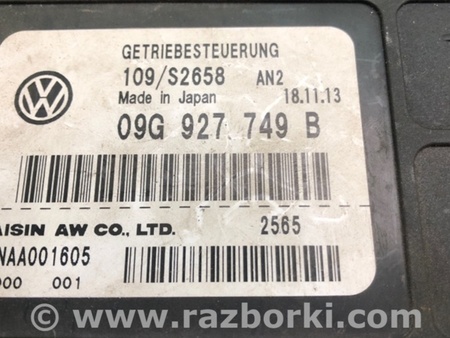 GETRIEBESTEUERUNG
109/S2658 AN2
Made in Japan 18.11.13
09G 927 749 B
AISIN AW CO., LTD. 2565
NAA001605
000 001
www.razborki.com